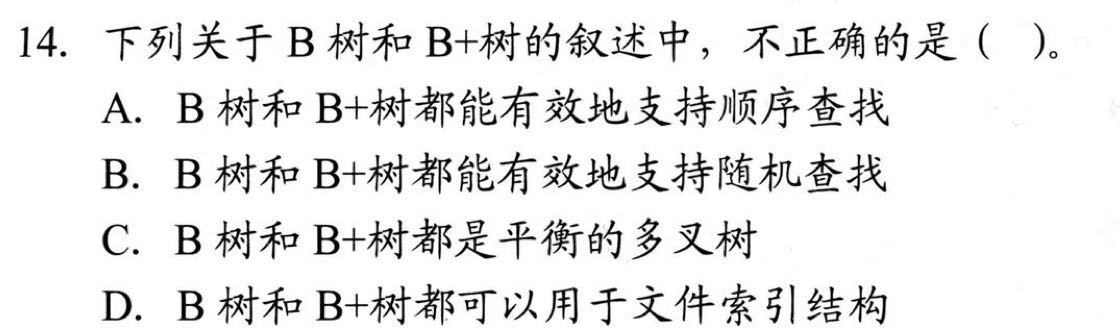 14. 下列关于 B 树和 B+树的叙述中，不正确的是（ ）。
A. B 树和 B+树都能有效地支持顺序查找
B. B 树和 B+树都能有效地支持随机查找
C. B 树和 B+树都是平衡的多叉树
D. B 树和 B+树都可以用于文件索引结构